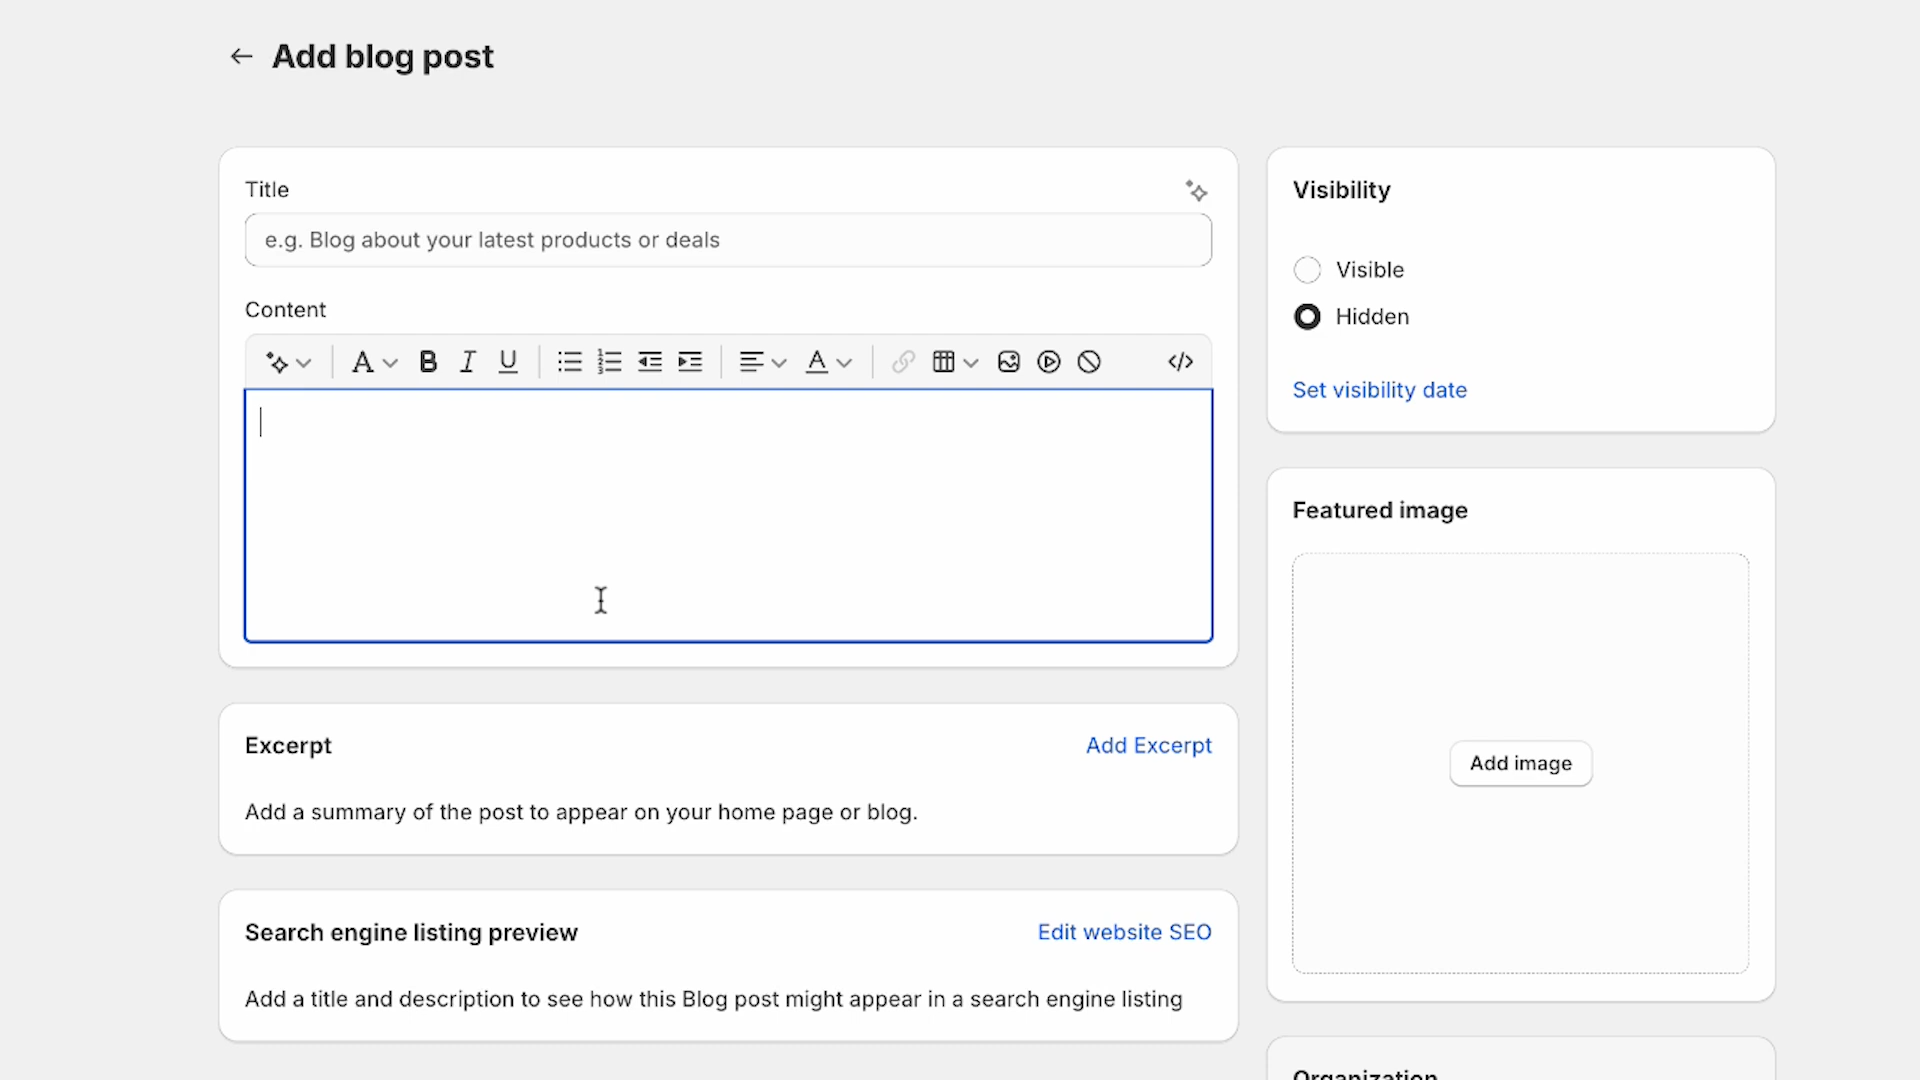 Add blog post
Title
e.g. Blog about your latest products or deals
Content
A B I U A
Excerpt
Add Excerpt
Add a summary of the post to appear on your home page or blog.
Search engine listing preview
Edit website SEO
Add a title and description to see how this Blog post might appear in a search engine listing
Visibility
Visible
Hidden
Set visibility date
Featured image
Add image
Organization